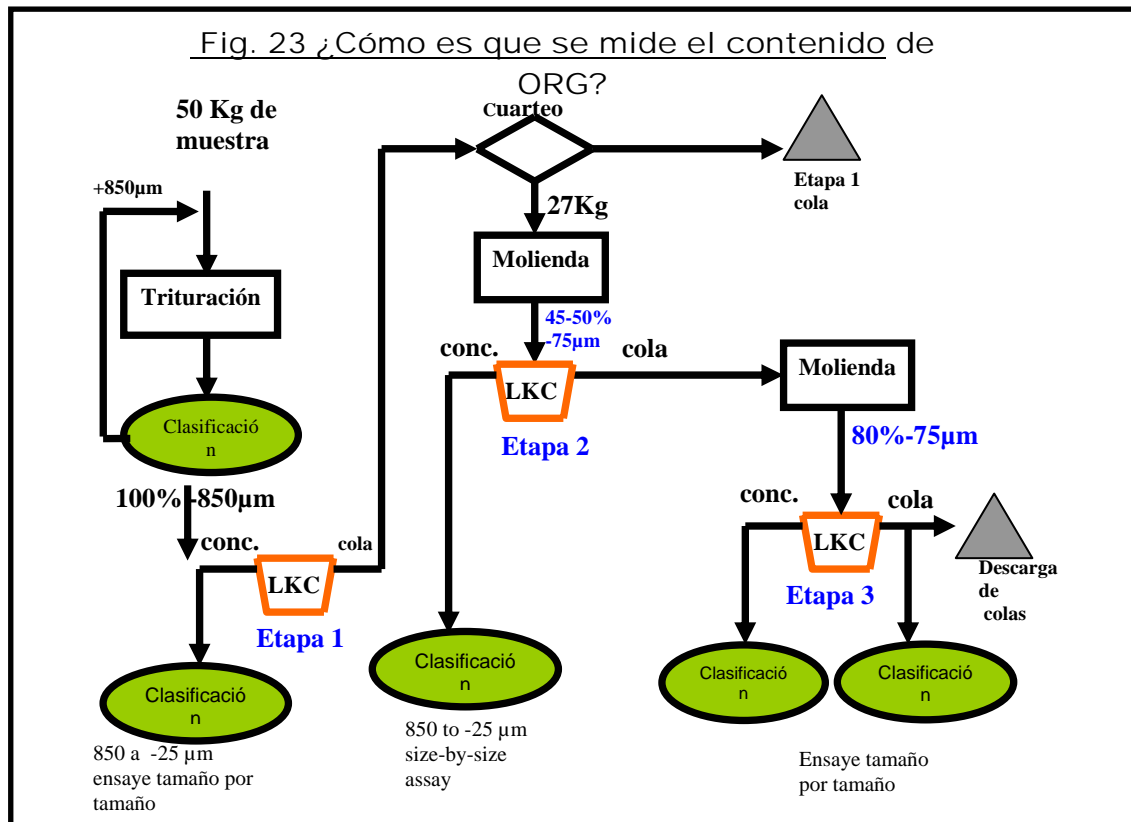 Fig. 23 ¿Cómo es que se mide el contenido de
ORG?
50 Kg de
muestra
+850µm
Trituración
Clasificació
n
100% -850µm
conc.
cola
LKC
Etapa 1
Clasificació
n
850 a -25 µm
ensaye tamaño por
tamaño
Cuarteo
Etapa 1
cola
27Kg
Molienda
45-50%
-75µm
conc.
cola
LKC
Etapa 2
Clasificació
n
850 to -25 µm
size-by-size
assay
Molienda
80%-75µm
conc.
cola
LKC
Etapa 3
Descarga
de
colas
Clasificació
n
Clasificació
n
Ensaye tamaño
por tamaño